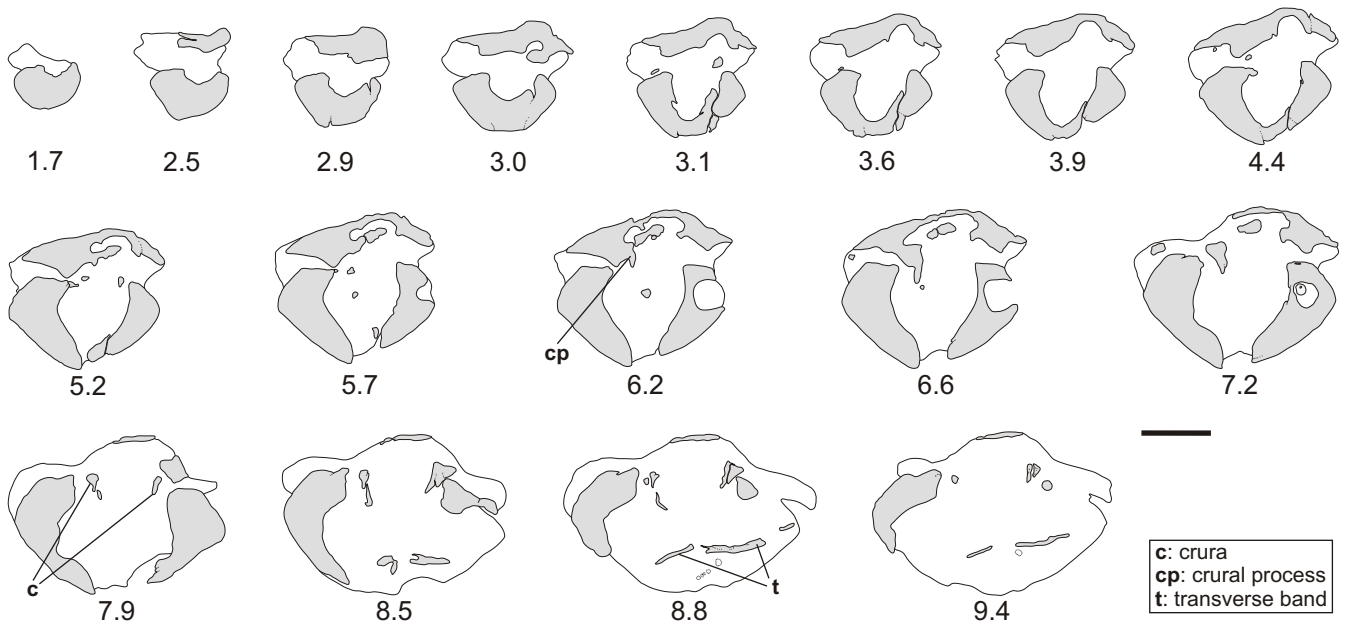 1.7 2.5 2.9 3.0 3.1 3.6 3.9 4.4
cp
5.2 5.7 6.2 6.6 7.2
c t
7.9 8.5 8.8 9.4
c: crura
cp: crural process
t: transverse band